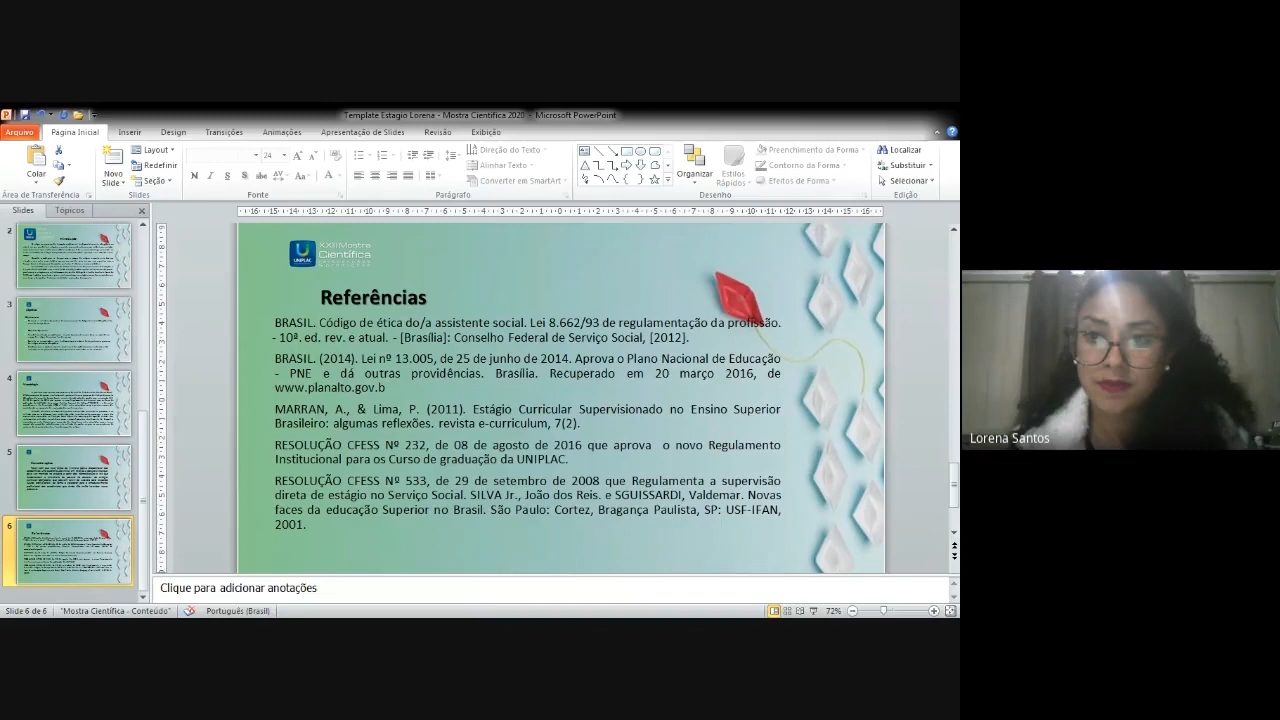 Template Estagio Lorena - Mostra Cientifica 2020 - Microsoft PowerPoint
Arquivo Página Inicial Inserir Design Transições Animações Apresentação de Slides Revisão Exibição
Colar
Novo Slide
Layout
Redefinir
Seção
24
N I S S abc AV Aa A
Direção do Texto
Alinhar Texto
Converter em SmartArt
Organizar
Estilos Rápidos
Preenchimento da Forma
Contorno da Forma
Efeitos de Forma
Localizar
Substituir
Selecionar
Área de Transferência Slides Fonte Parágrafo Desenho Edição
Slides Tópicos
2
3
4
5
6
UNIPLAC
XXII Mostra
Científica
Referências
BRASIL. Código de ética do/a assistente social. Lei 8.662/93 de regulamentação da profissão.
- 10ª. ed. rev. e atual. - [Brasília]: Conselho Federal de Serviço Social, [2012].
BRASIL. (2014). Lei nº 13.005, de 25 de junho de 2014. Aprova o Plano Nacional de Educação
- PNE e dá outras providências. Brasília. Recuperado em 20 março 2016, de
www.planalto.gov.b
MARRAN, A., & Lima, P. (2011). Estágio Curricular Supervisionado no Ensino Superior
Brasileiro: algumas reflexões. revista e-curriculum, 7(2).
RESOLUÇÃO CFESS Nº 232, de 08 de agosto de 2016 que aprova o novo Regulamento
Institucional para os Curso de graduação da UNIPLAC.
RESOLUÇÃO CFESS Nº 533, de 29 de setembro de 2008 que Regulamenta a supervisão
direta de estágio no Serviço Social. SILVA Jr., João dos Reis. e SGUISSARDI, Valdemar. Novas
faces da educação Superior no Brasil. São Paulo: Cortez, Bragança Paulista, SP: USF-IFAN,
2001.
Clique para adicionar anotações
Slide 6 de 6 "Mostra Científica - Conteúdo" Português (Brasil) 72%
Lorena Santos